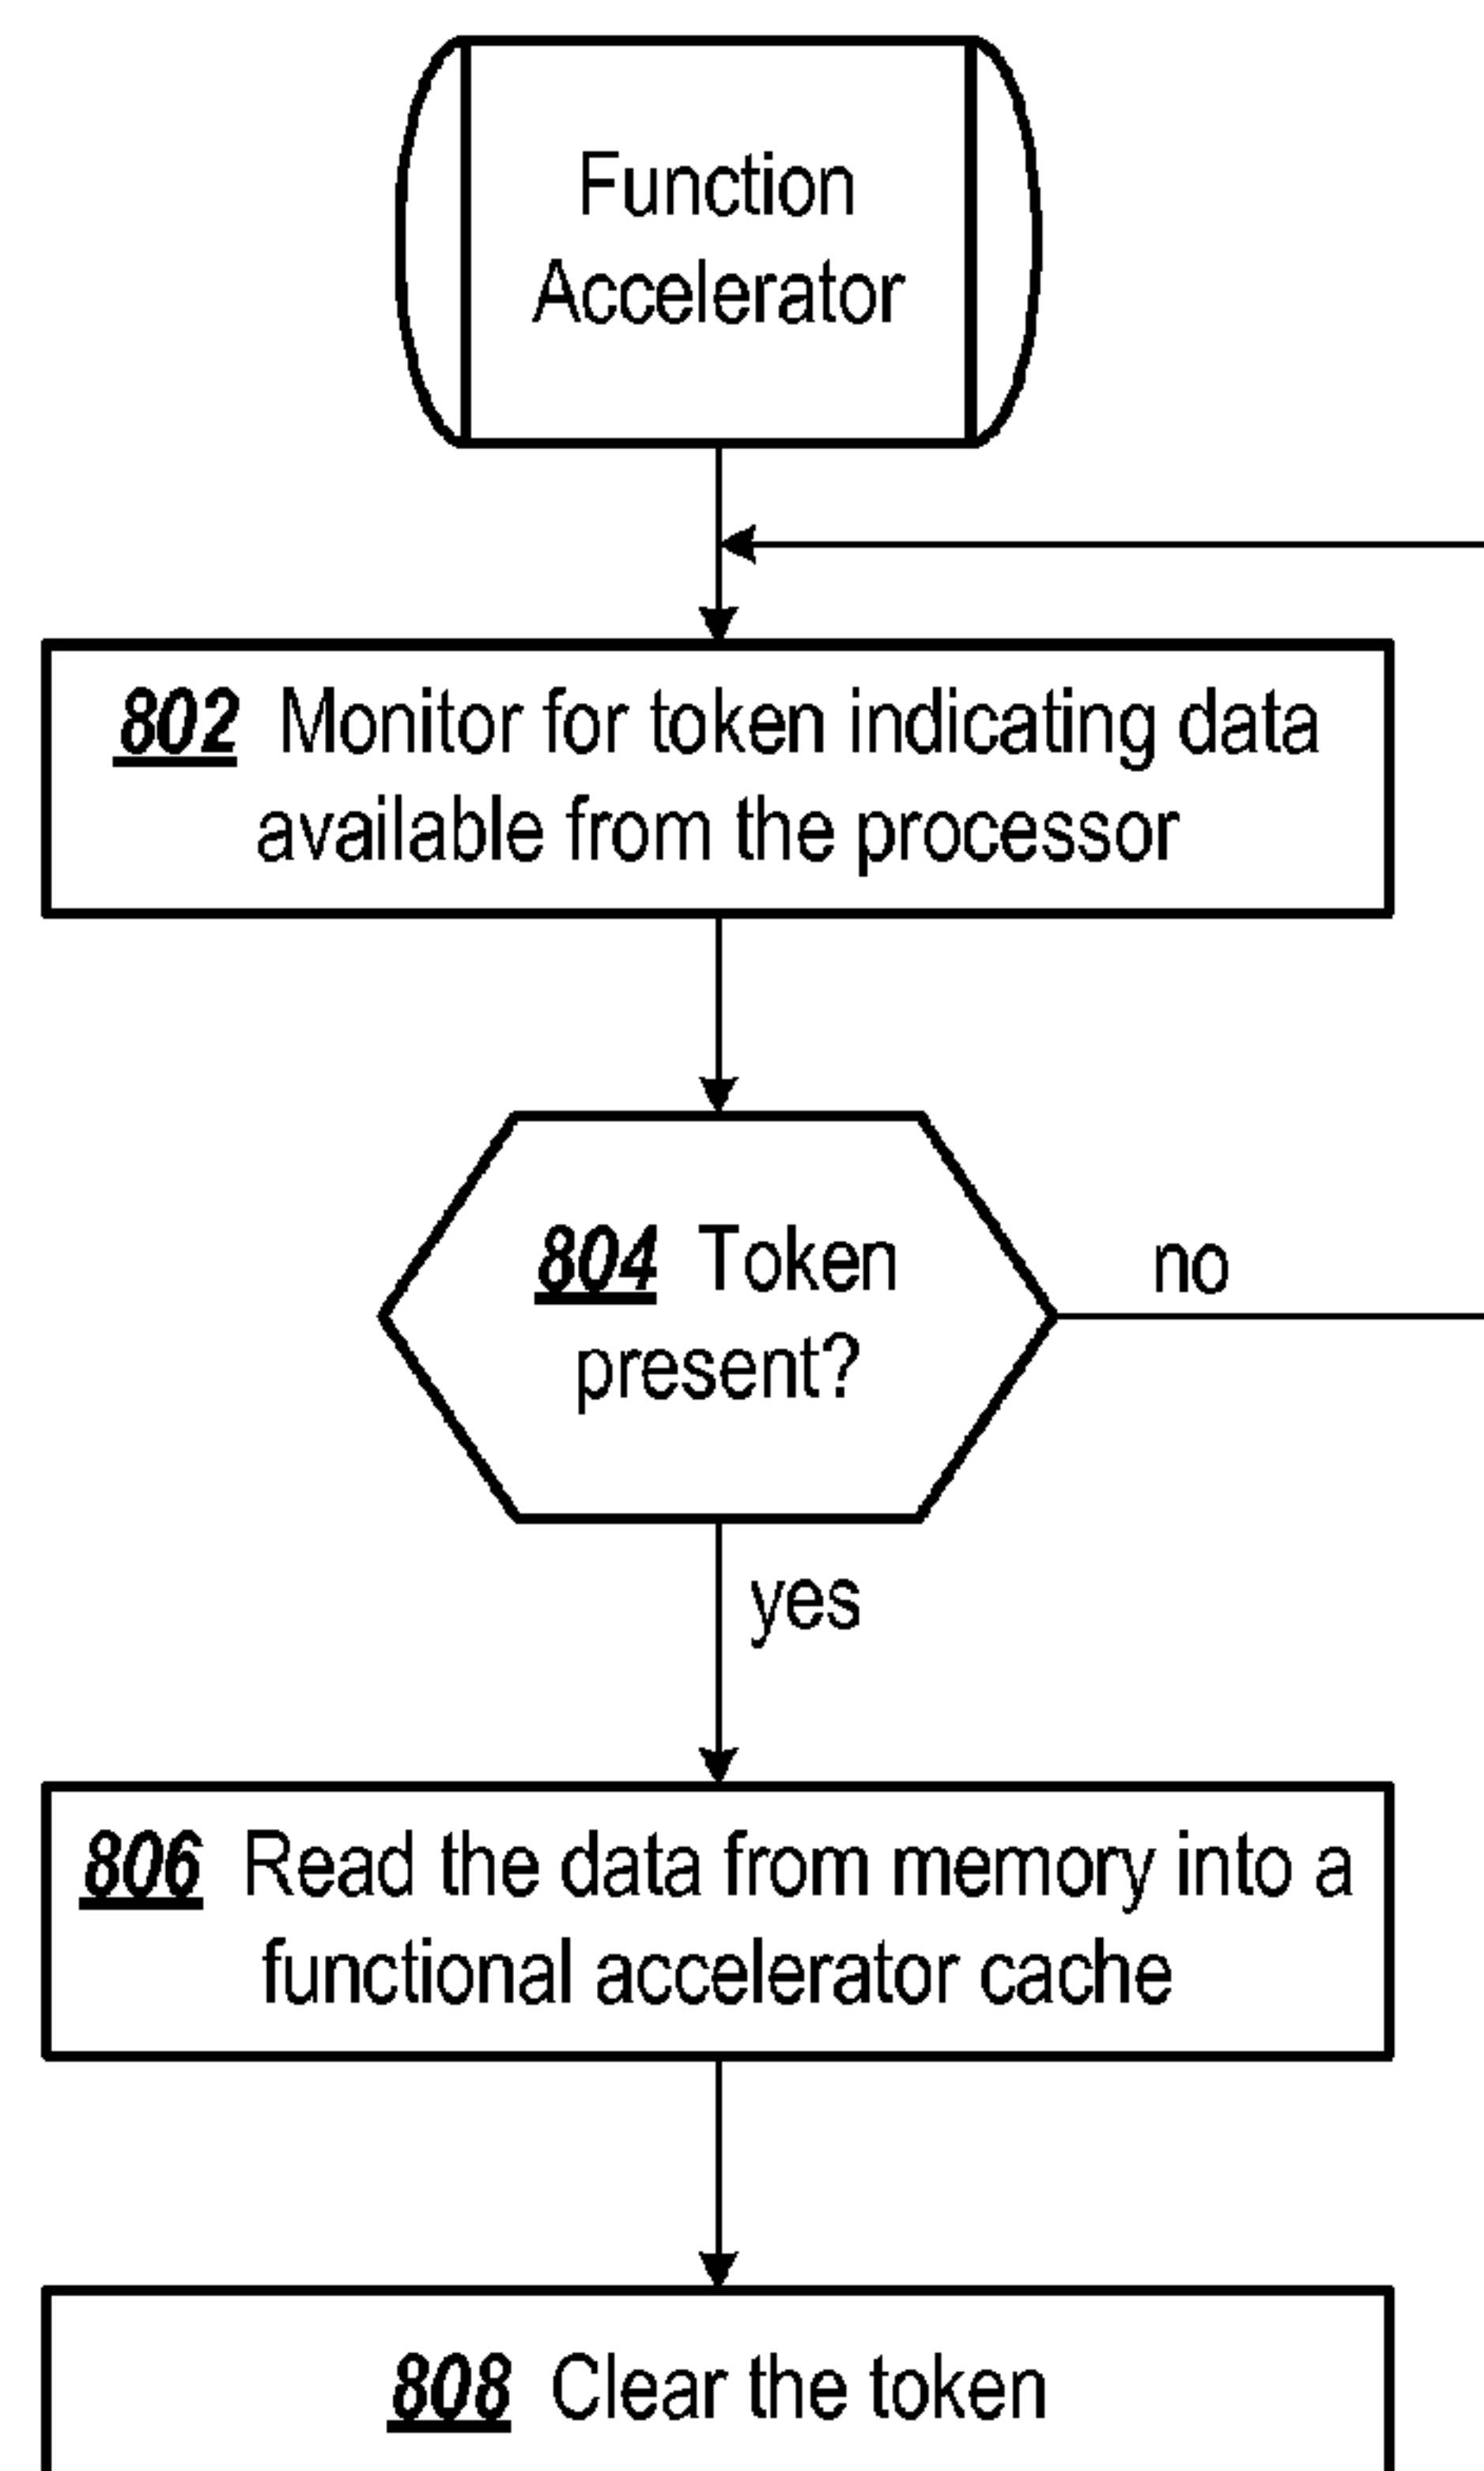 Function
Accelerator
802 Monitor for token indicating data
available from the processor
804 Token
present?
no
yes
806 Read the data from memory into a
functional accelerator cache
808 Clear the token